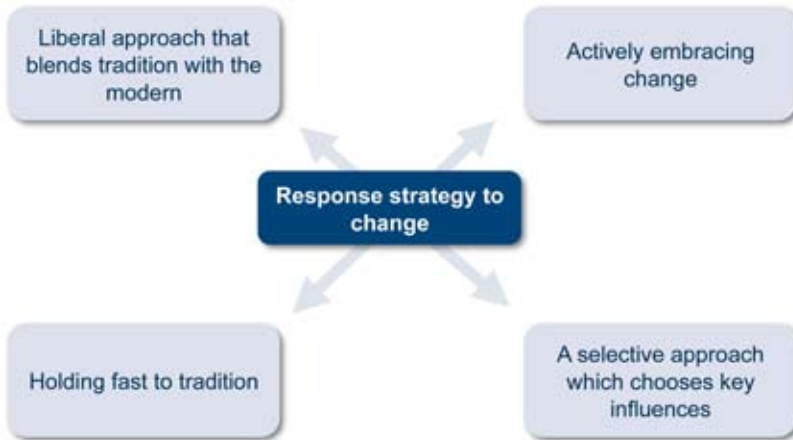 Liberal approach that
blends tradition with the
modern
Actively embracing
change
Response strategy to
change
Holding fast to tradition
A selective approach
which chooses key
influences